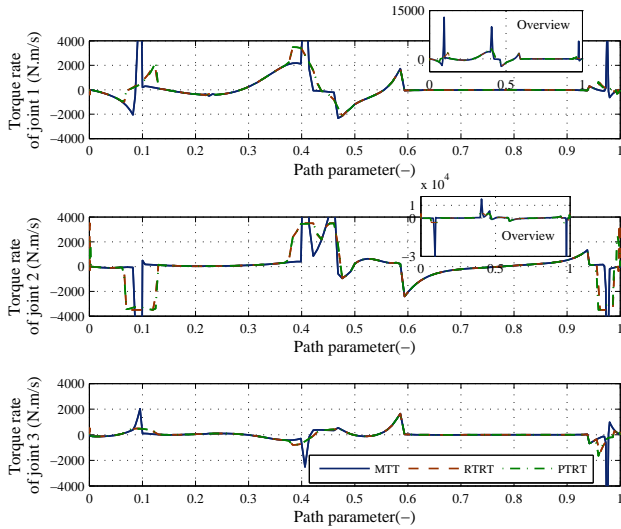 15000
Overview
0
0 0.5 1
4000
2000
0
−2000
−4000
Torque rate
of joint 1 (N.m/s)
0 0.1 0.2 0.3 0.4 0.5 0.6 0.7 0.8 0.9 1
Path parameter(−)
x 10^4
1
0
−3
Overview
0 0.5 1
4000
2000
0
−2000
−4000
Torque rate
of joint 2 (N.m/s)
0 0.1 0.2 0.3 0.4 0.5 0.6 0.7 0.8 0.9 1
Path parameter(−)
4000
2000
0
−2000
−4000
Torque rate
of joint 3 (N.m/s)
MTT RTRT PTRT
0 0.1 0.2 0.3 0.4 0.5 0.6 0.7 0.8 0.9 1
Path parameter(−)